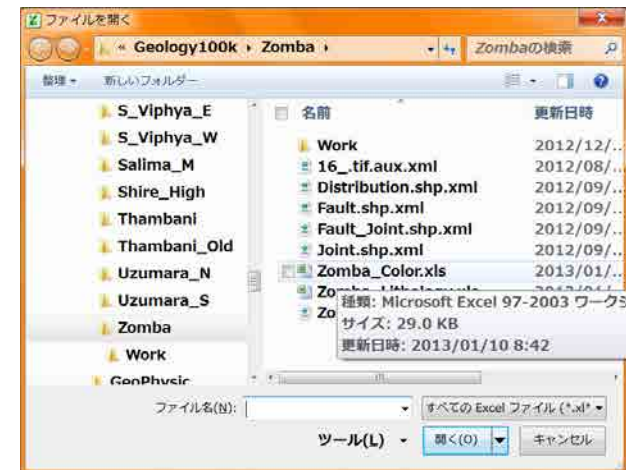 ファイルを開く
« Geology100k ▸ Zomba ▸
Zombaの検索
整理
新しいフォルダー
S_Viphya_E
S_Viphya_W
Salima_M
Shire_High
Thambani
Thambani_Old
Uzumara_N
Uzumara_S
Zomba
Work
GeoPhysic
名前 更新日時
Work 2012/12/...
16_.tif.aux.xml 2012/08/...
Distribution.shp.xml 2012/09/...
Fault.shp.xml 2012/09/...
Fault_Joint.shp.xml 2012/09/...
Joint.shp.xml 2012/09/...
Zomba_Color.xls 2013/01/...
種類: Microsoft Excel 97-2003 ワークシ
サイズ: 29.0 KB
更新日時: 2013/01/10 8:42
ファイル名(N):
すべての Excel ファイル (*.xl*
ツール(L)
開く(O)
キャンセル